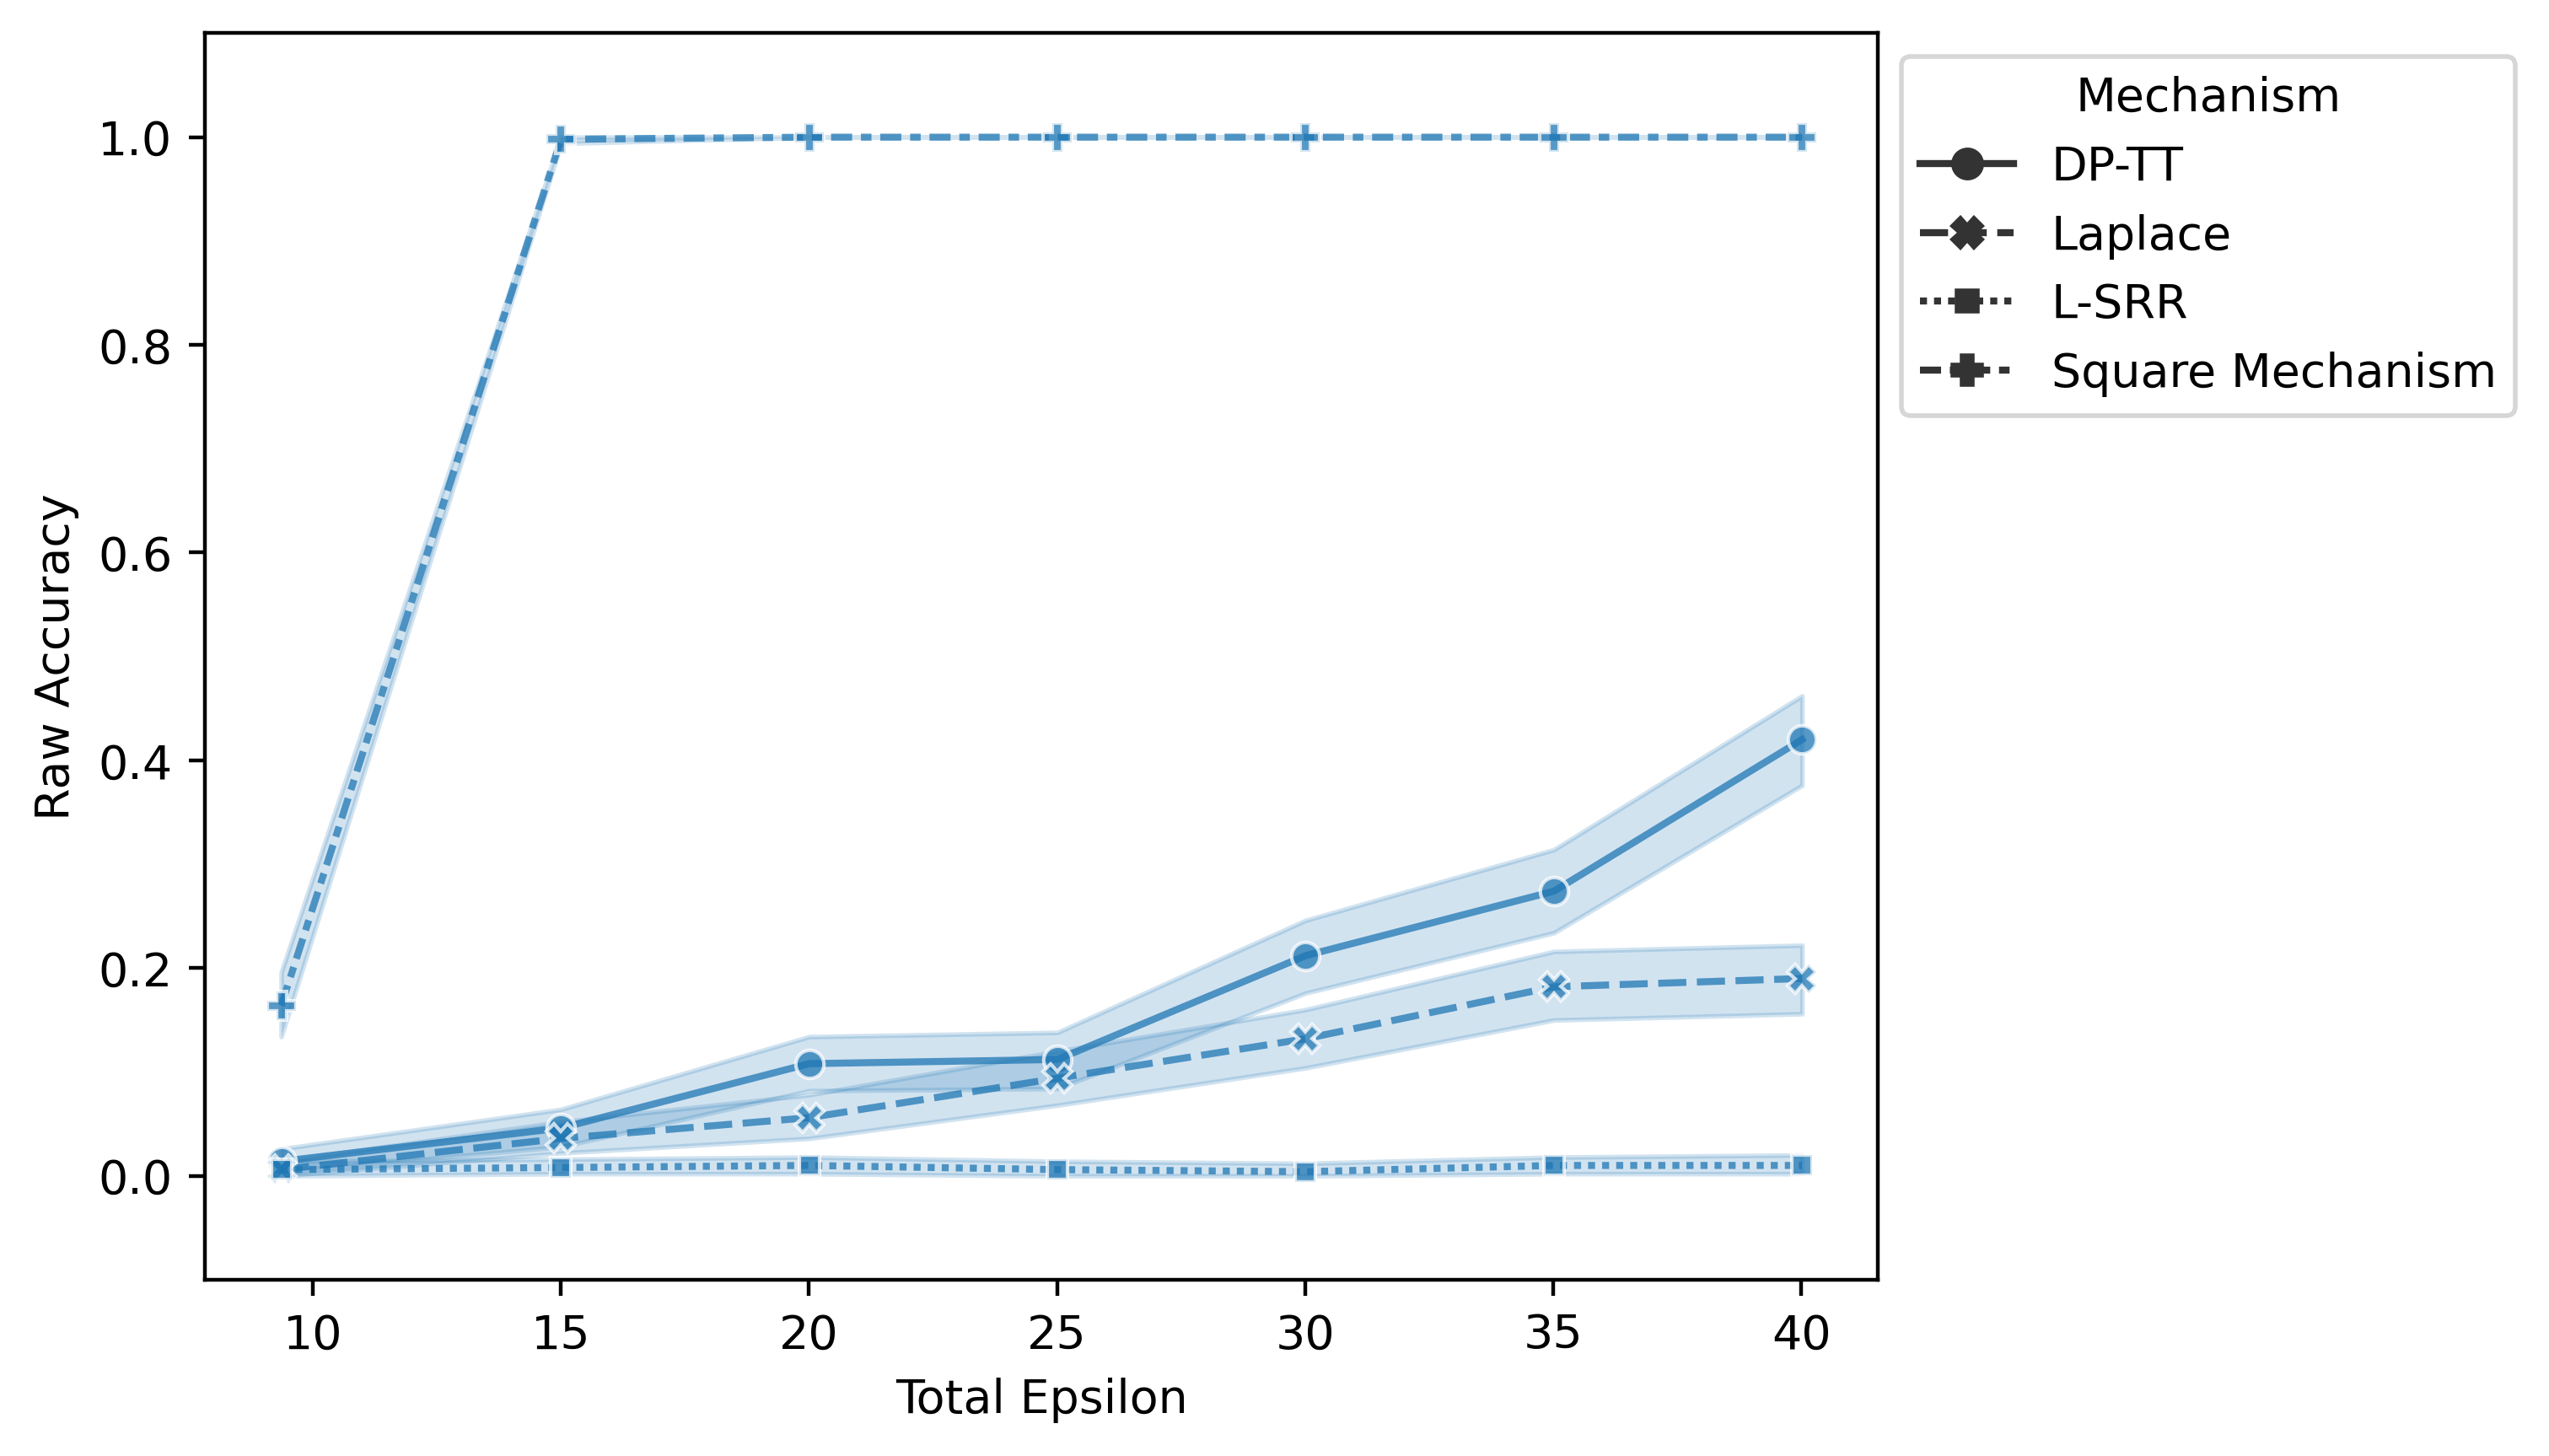 Mechanism
DP-TT
Laplace
L-SRR
Square Mechanism
Raw Accuracy
1.0
0.8
0.6
0.4
0.2
0.0
10 15 20 25 30 35 40
Total Epsilon